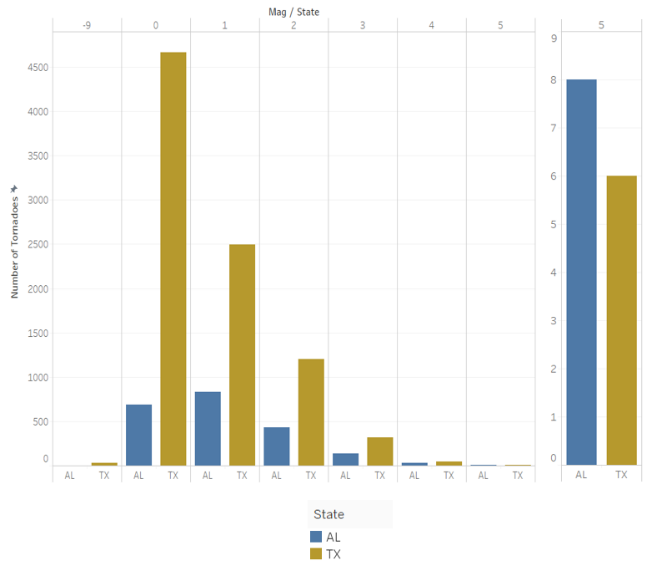 Mag / State
-9 0 1 2 3 4 5
Number of Tornadoes
4500
4000
3500
3000
2500
2000
1500
1000
500
0
AL TX AL TX AL TX AL TX AL TX AL TX AL TX
5
9
8
7
6
5
4
3
2
1
0
AL TX
State
AL
TX